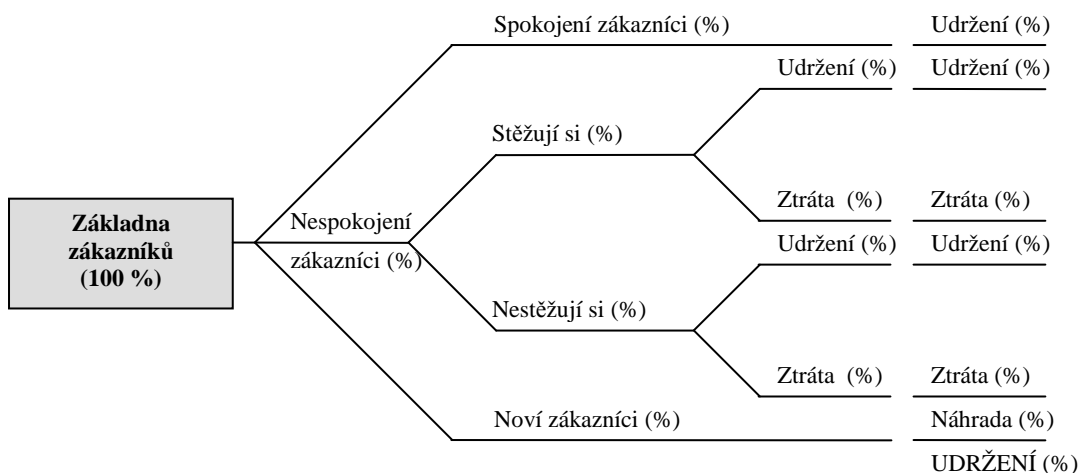 Spokojení zákazníci (%)
Udržení (%)
Udržení (%)
Udržení (%)
Stěžují si (%)
Ztráta (%)
Ztráta (%)
Základna
zákazníků
(100 %)
Nespokojení
zákazníci (%)
Udržení (%)
Udržení (%)
Nestěžují si (%)
Ztráta (%)
Ztráta (%)
Noví zákazníci (%)
Náhrada (%)
UDRŽENÍ (%)